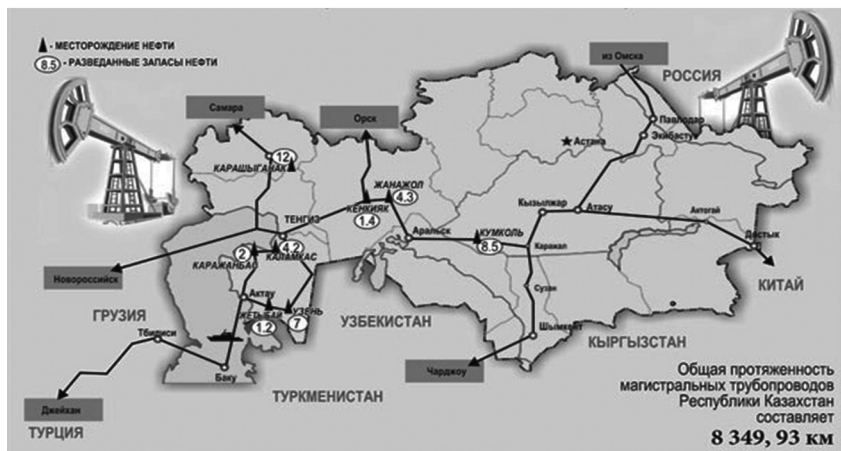 - МЕСТОРОЖДЕНИЕ НЕФТИ
8.5 - РАЗВЕДАННЫЕ ЗАПАСЫ НЕФТИ
из Омска
РОССИЯ
Самара
Орск
Павлодар
Экибасту
Астана
12
КАРАШЫГАНАК
ЖАНАЖОЛ
4.3
КЕНКИЯК
1.4
ТЕНГИЗ
4.2
КАЛАМКАС
2
КАРАЖАНБАС
Аральск
КУМКОЛЬ
8.5
Кызылжар
Атасу
Актогай
Каражал
Достык
КИТАЙ
Новороссийск
Актау
ЖЕТЫБАЙ
1.2
УЗЕНЬ
7
Сузан
УЗБЕКИСТАН
ГРУЗИЯ
Тбилиси
Шымкент
КЫРГЫЗСТАН
Баку
Чарджоу
ТУРКМЕНИСТАН
Джейхан
ТУРЦИЯ
Общая протяженность
магистральных трубопроводов
Республики Казахстан
составляет
8 349, 93 км